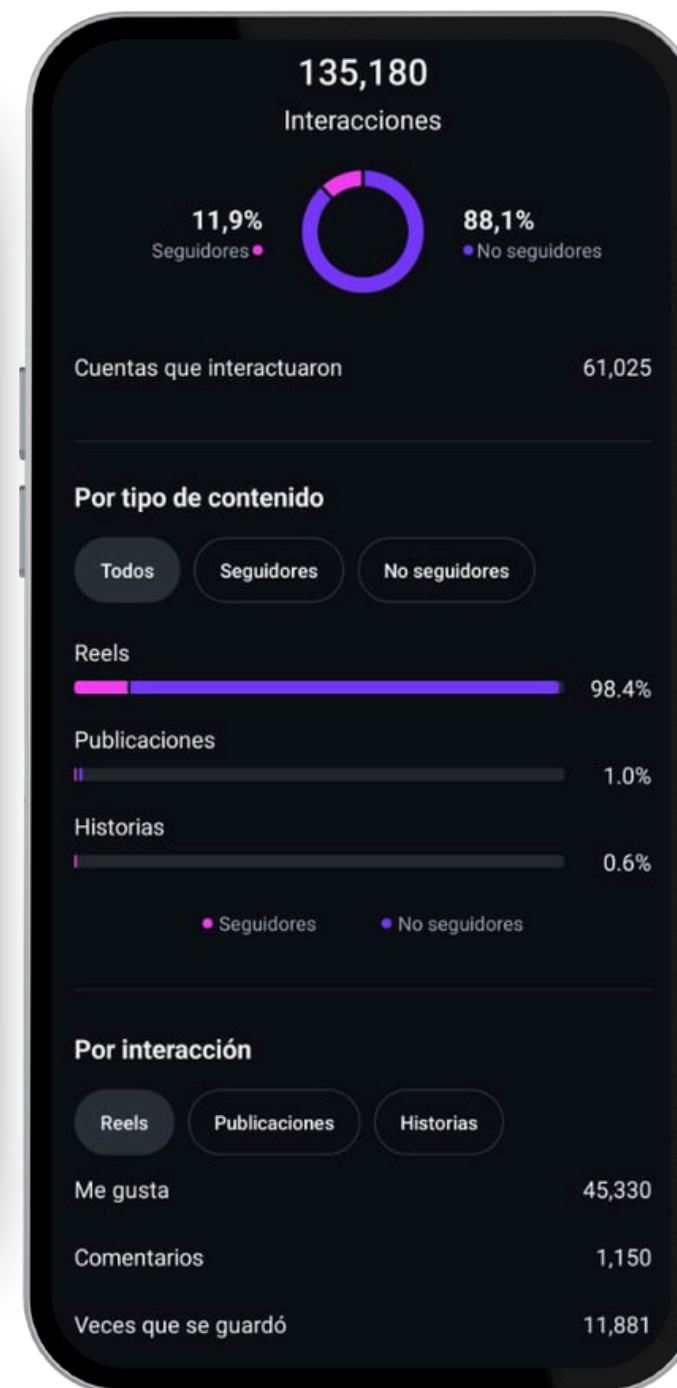 135,180
Interacciones
11,9%
Seguidores
88,1%
No seguidores
Cuentas que interactuaron 61,025
Por tipo de contenido
Todos Seguidores No seguidores
Reels
98.4%
Publicaciones
1.0%
Historias
0.6%
Seguidores No seguidores
Por interacción
Reels Publicaciones Historias
Me gusta 45,330
Comentarios 1,150
Veces que se guardó 11,881